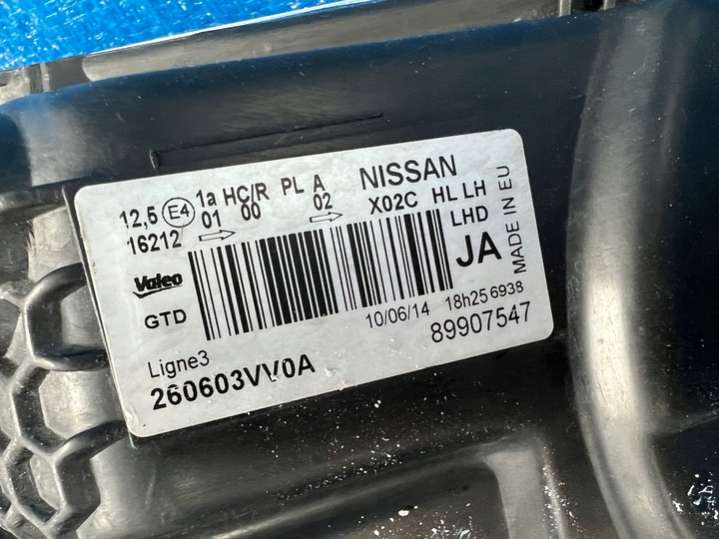 12,5 E4 1a HC/R PL A NISSAN
16212 01 00 02 X02C HL LH
LHD
Valeo JA MADE IN EU
GTD
10/06/14 18h25 6938
Ligne3 89907547
260603VV0A